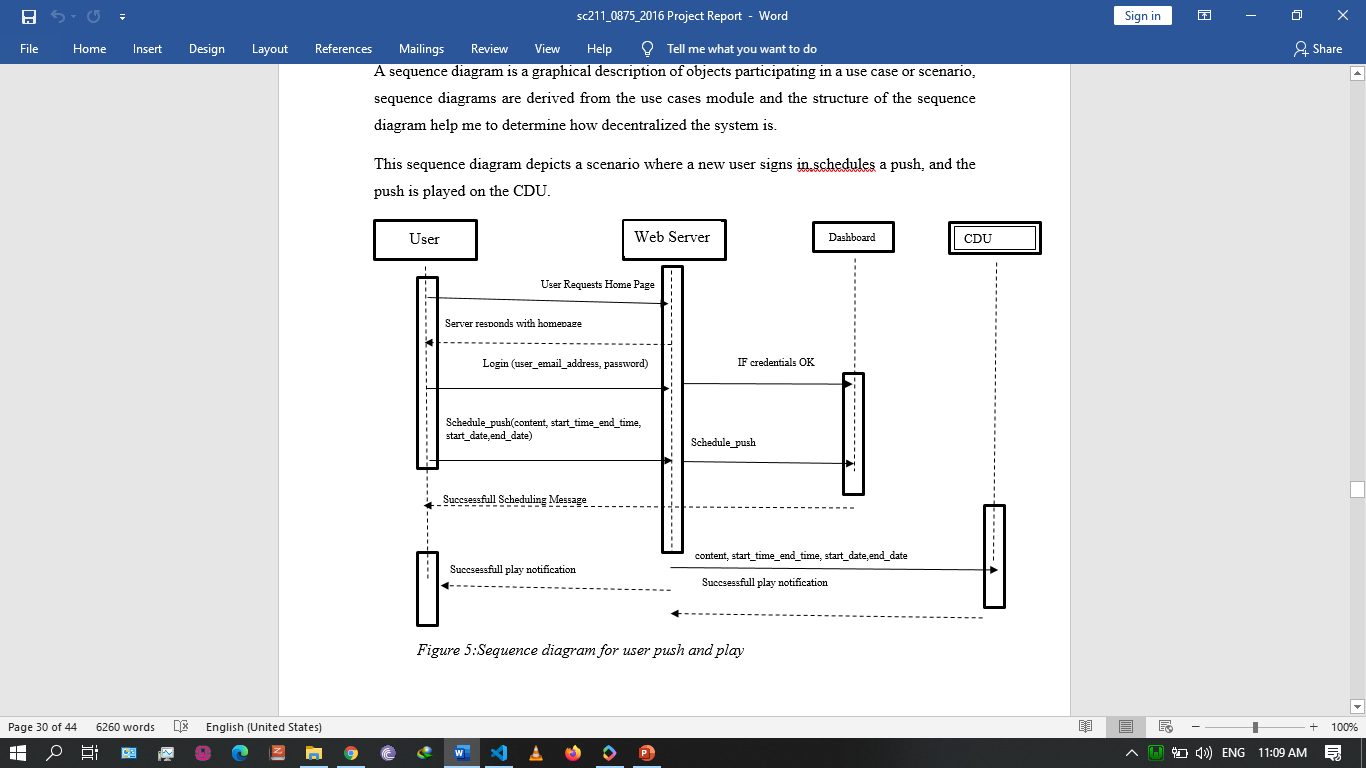 sc211_0875_2016 Project Report - Word
Sign in
File Home Insert Design Layout References Mailings Review View Help Tell me what you want to do Share
A sequence diagram is a graphical description of objects participating in a use case or scenario,
sequence diagrams are derived from the use cases module and the structure of the sequence
diagram help me to determine how decentralized the system is.
This sequence diagram depicts a scenario where a new user signs in.schedules a push, and the
push is played on the CDU.
User
Web Server
Dashboard
CDU
User Requests Home Page
Server responds with homepage
Login (user_email_address, password)
IF credentials OK
Schedule_push(content, start_time_end_time,
start_date,end_date)
Schedule_push
Succsessfull Scheduling Message
content, start_time_end_time, start_date,end_date
Succsessfull play notification
Succsessfull play notification
Figure 5:Sequence diagram for user push and play
Page 30 of 44 6260 words English (United States) 100%
ENG 11:09 AM